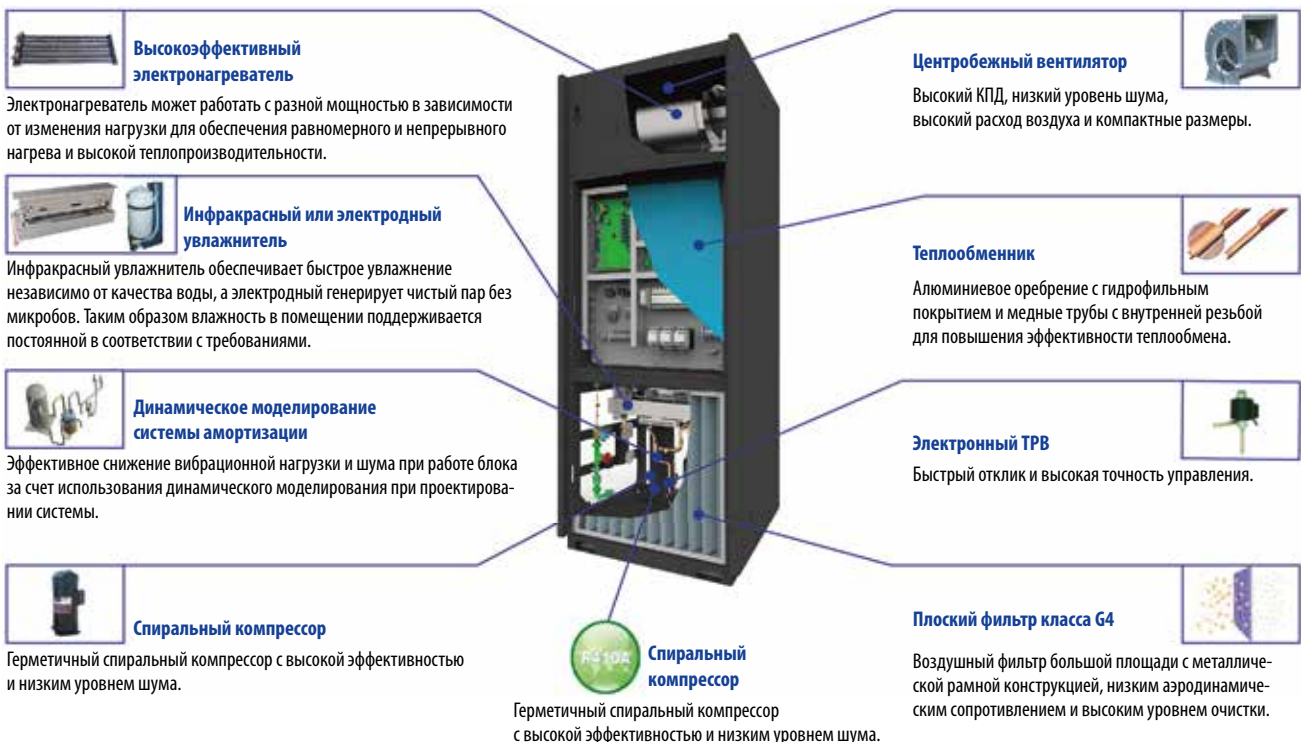 Высокоэффективный
электронагреватель
Электронагреватель может работать с разной мощностью в зависимости
от изменения нагрузки для обеспечения равномерного и непрерывного
нагрева и высокой теплопроизводительности.
Инфракрасный или электродный
увлажнитель
Инфракрасный увлажнитель обеспечивает быстрое увлажнение
независимо от качества воды, а электродный генерирует чистый пар без
микробов. Таким образом влажность в помещении поддерживается
постоянной в соответствии с требованиями.
Динамическое моделирование
системы амортизации
Эффективное снижение вибрационной нагрузки и шума при работе блока
за счет использования динамического моделирования при проектирова-
нии системы.
Спиральный компрессор
Герметичный спиральный компрессор с высокой эффективностью
и низким уровнем шума.
R410A
Спиральный
компрессор
Герметичный спиральный компрессор
с высокой эффективностью и низким уровнем шума.
Центробежный вентилятор
Высокий КПД, низкий уровень шума,
высокий расход воздуха и компактные размеры.
Теплообменник
Алюминиевое оребрение с гидрофильным
покрытием и медные трубы с внутренней резьбой
для повышения эффективности теплообмена.
Электронный ТРВ
Быстрый отклик и высокая точность управления.
Плоский фильтр класса G4
Воздушный фильтр большой площади с металличе-
ской рамной конструкцией, низким аэродинамиче-
ским сопротивлением и высоким уровнем очистки.